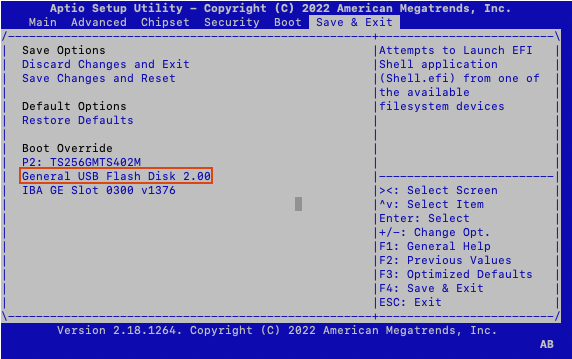 Aptio Setup Utility – Copyright (C) 2022 American Megatrends, Inc.
Main Advanced Chipset Security Boot Save & Exit
Save Options
Discard Changes and Exit
Save Changes and Reset
Default Options
Restore Defaults
Boot Override
P2: TS256GMTS402M
General USB Flash Disk 2.00
IBA GE Slot 0300 v1376
Attempts to Launch EFI
Shell application
(Shell.efi) from one of
the available
filesystem devices
><: Select Screen
^v: Select Item
Enter: Select
+/–: Change Opt.
F1: General Help
F2: Previous Values
F3: Optimized Defaults
F4: Save & Exit
ESC: Exit
Version 2.18.1264. Copyright (C) 2022 American Megatrends, Inc.
AB